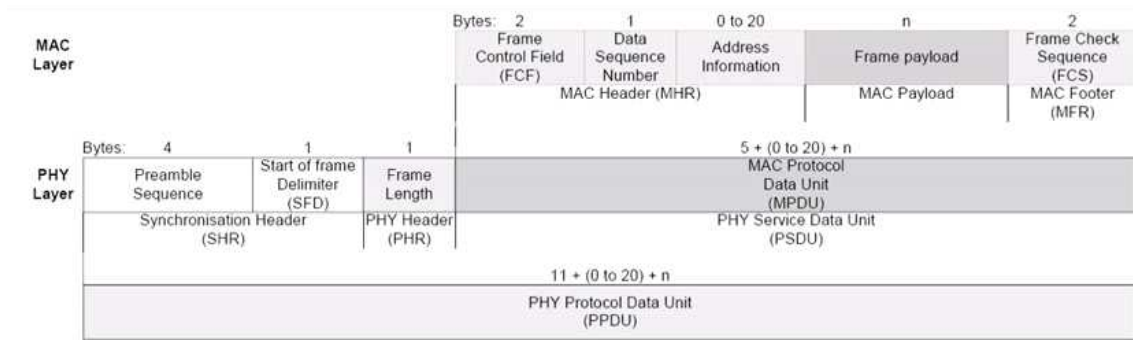 Bytes: 2 1 0 to 20 n 2
MAC
Layer
Frame
Control Field
(FCF)
Data
Sequence
Number
Address
Information
Frame payload
Frame Check
Sequence
(FCS)
MAC Header (MHR)
MAC Payload
MAC Footer
(MFR)
Bytes: 4 1 1 5 + (0 to 20) + n
PHY
Layer
Preamble
Sequence
Start of frame
Delimiter
(SFD)
Frame
Length
MAC Protocol
Data Unit
(MPDU)
Synchronisation Header
(SHR)
PHY Header
(PHR)
PHY Service Data Unit
(PSDU)
11 + (0 to 20) + n
PHY Protocol Data Unit
(PPDU)